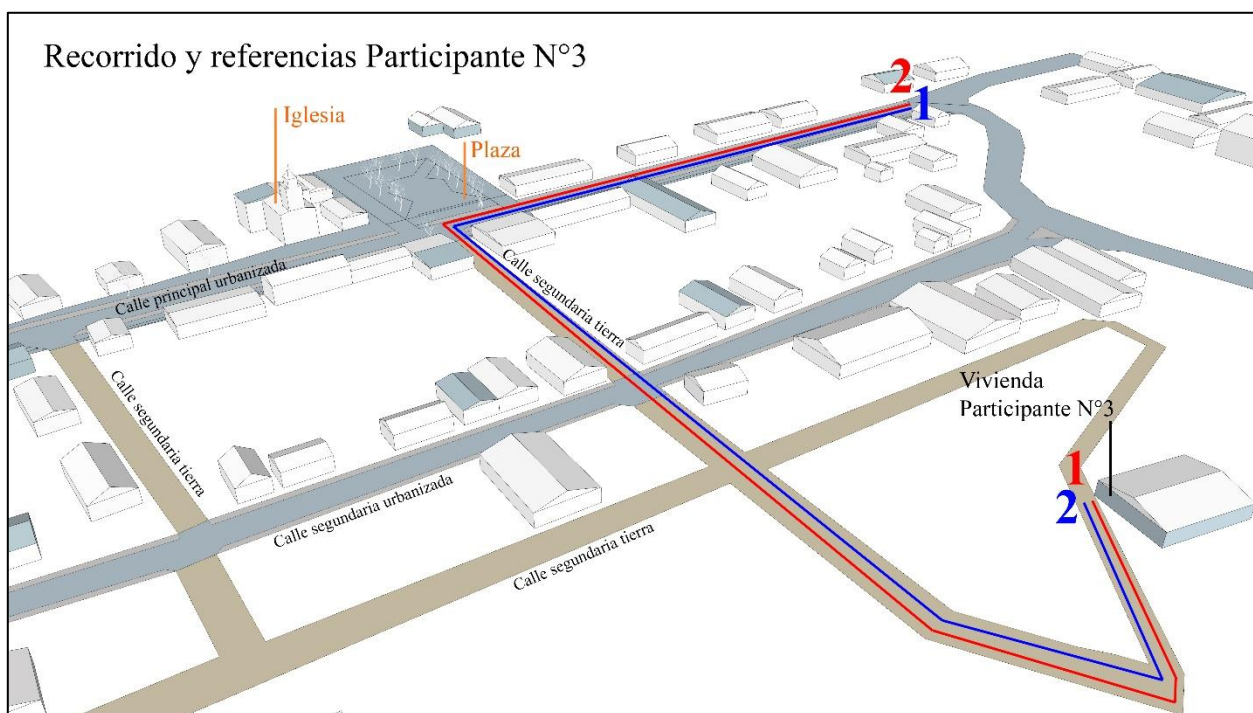 Recorrido y referencias Participante N°3
2
1
Iglesia
Plaza
Calle principal urbanizada
Calle segundaria tierra
Calle segundaria tierra
Vivienda
Participante N°3
1
2
Calle segundaria urbanizada
Calle segundaria tierra